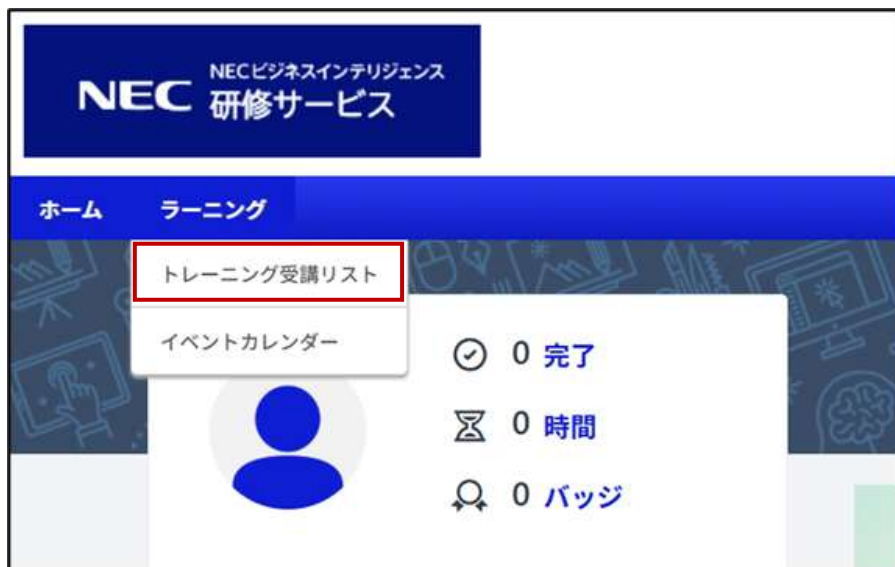 NEC NECビジネスインテリジェンス
研修サービス
ホーム ラーニング
トレーニング受講リスト
イベントカレンダー
0 完了
0 時間
0 バッジ